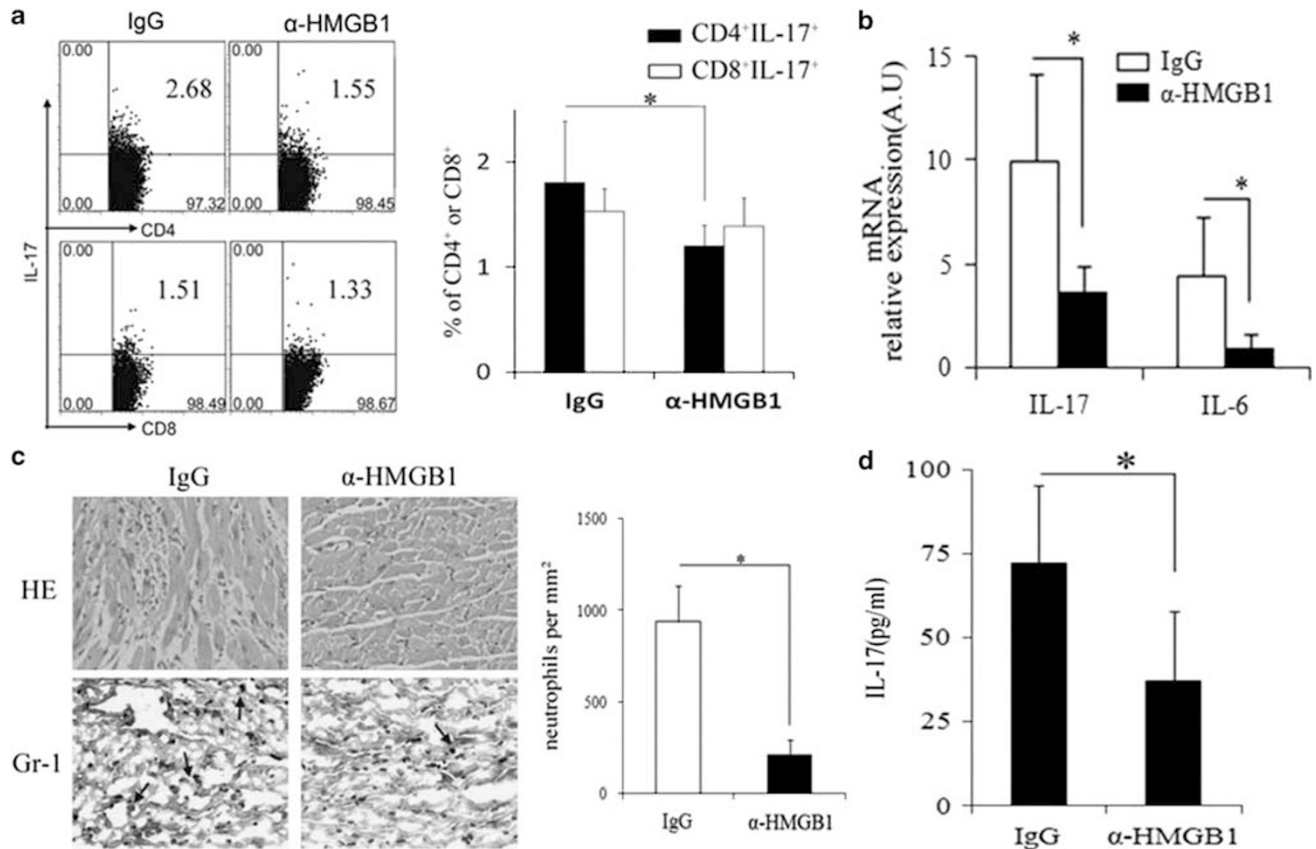 a
IgG
α-HMGB1
0.00
2.68
0.00
1.55
0.00
97.32
0.00
98.45
CD4
0.00
1.51
0.00
1.33
0.00
98.49
0.00
98.67
CD8
IL-17
CD4⁺IL-17⁺
CD8⁺IL-17⁺
*
% of CD4⁺ or CD8⁺
2
1
0
IgG
α-HMGB1
b
mRNA
relative expression(A.U)
15
10
5
0
*
*
IgG
α-HMGB1
IL-17
IL-6
c
IgG
α-HMGB1
HE
Gr-1
neutrophils per mm²
1500
1000
500
0
*
IgG
α-HMGB1
d
IL-17(pg/ml)
100
75
50
25
0
*
IgG
α-HMGB1